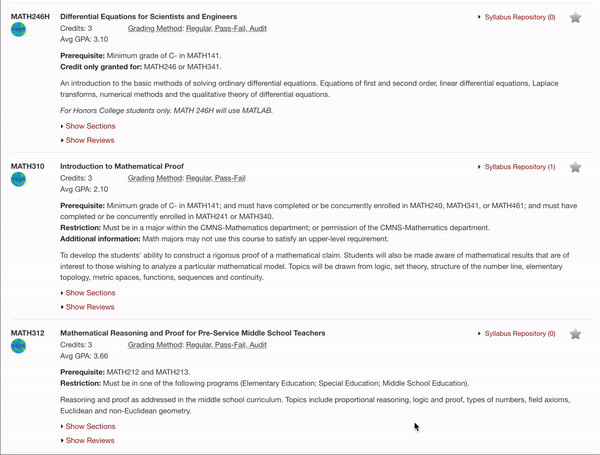 MATH246H
Differential Equations for Scientists and Engineers
Syllabus Repository (0)
Credits: 3 Grading Method: Regular, Pass-Fail, Audit
Avg GPA: 3.10
Prerequisite: Minimum grade of C- in MATH141.
Credit only granted for: MATH246 or MATH341.
An introduction to the basic methods of solving ordinary differential equations. Equations of first and second order, linear differential equations, Laplace
transforms, numerical methods and the qualitative theory of differential equations.
For Honors College students only. MATH 246H will use MATLAB.
Show Sections
Show Reviews
MATH310
Introduction to Mathematical Proof
Syllabus Repository (1)
Credits: 3 Grading Method: Regular, Pass-Fail
Avg GPA: 2.10
Prerequisite: Minimum grade of C- in MATH141; and must have completed or be concurrently enrolled in MATH240, MATH341, or MATH461; and must have
completed or be concurrently enrolled in MATH241 or MATH340.
Restriction: Must be in a major within the CMNS-Mathematics department; or permission of the CMNS-Mathematics department.
Additional information: Math majors may not use this course to satisfy an upper-level requirement.
To develop the students' ability to construct a rigorous proof of a mathematical claim. Students will also be made aware of mathematical results that are of
interest to those wishing to analyze a particular mathematical model. Topics will be drawn from logic, set theory, structure of the number line, elementary
topology, metric spaces, functions, sequences and continuity.
Show Sections
Show Reviews
MATH312
Mathematical Reasoning and Proof for Pre-Service Middle School Teachers
Syllabus Repository (0)
Credits: 3 Grading Method: Regular, Pass-Fail, Audit
Avg GPA: 3.66
Prerequisite: MATH212 and MATH213.
Restriction: Must be in one of the following programs (Elementary Education; Special Education; Middle School Education).
Reasoning and proof as addressed in the middle school curriculum. Topics include proportional reasoning, logic and proof, types of numbers, field axioms,
Euclidean and non-Euclidean geometry.
Show Sections
Show Reviews